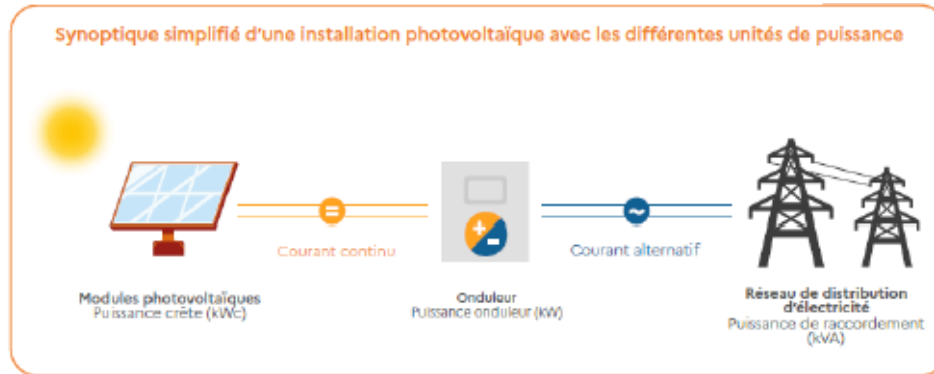 Synoptique simplifié d'une installation photovoltaïque avec les différentes unités de puissance
=
+
-
~
Courant continu
Courant alternatif
Modules photovoltaïques
Puissance crête (kWc)
Onduleur
Puissance onduleur (kW)
Réseau de distribution
d'électricité
Puissance de raccordement
(kVA)